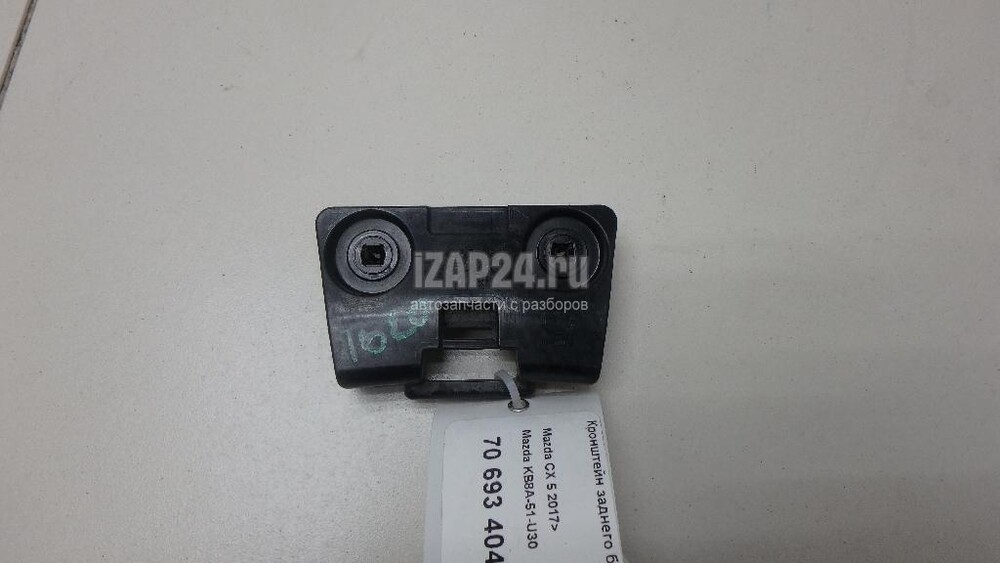 iZAP24.ru
автозапчасти с разборов
Кронштейн заднего б
Mazda CX 5 2017>
Mazda KB8A-51-U30
70 693 404